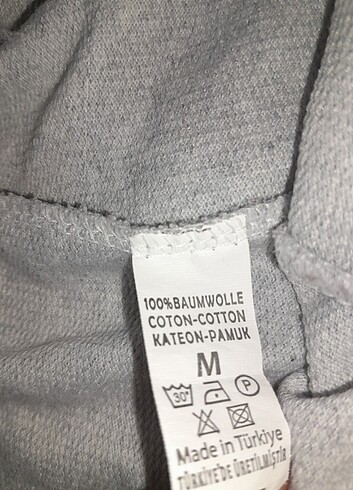 100%BAUMWOLLE
COTON-COTTON
KATEON-PAMUK
M
30° P
Made in Türkiye
TÜRKİYE'DE ÜRETİLMİŞTİR